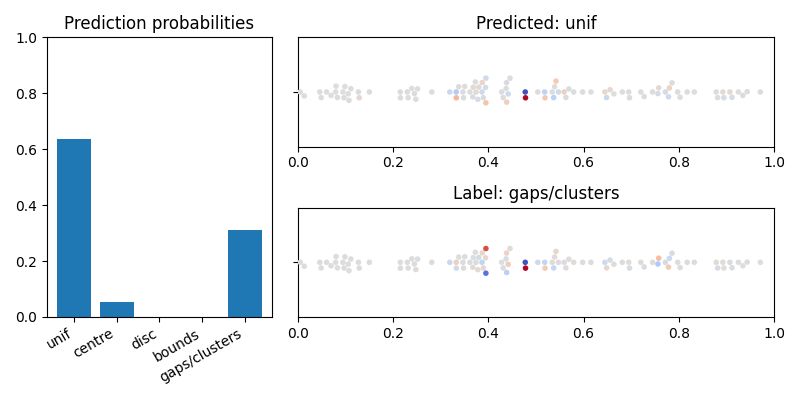 Prediction probabilities
1.0
0.8
0.6
0.4
0.2
0.0
unif
centre
disc
bounds
gaps/clusters
Predicted: unif
0.0 0.2 0.4 0.6 0.8 1.0
Label: gaps/clusters
0.0 0.2 0.4 0.6 0.8 1.0